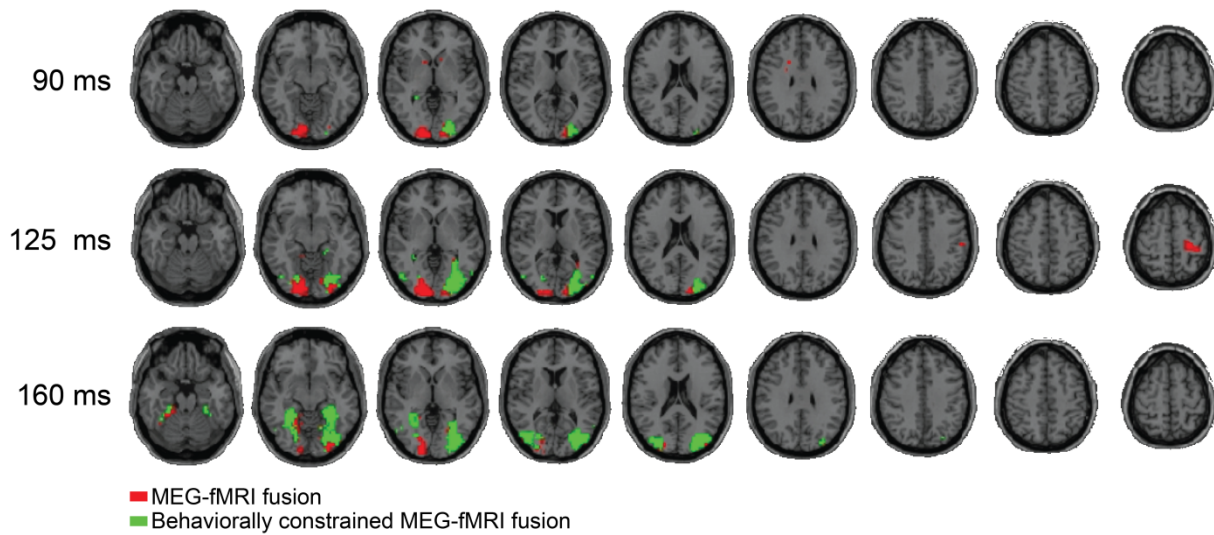 90 ms
125 ms
160 ms
MEG-fMRI fusion
Behaviorally constrained MEG-fMRI fusion